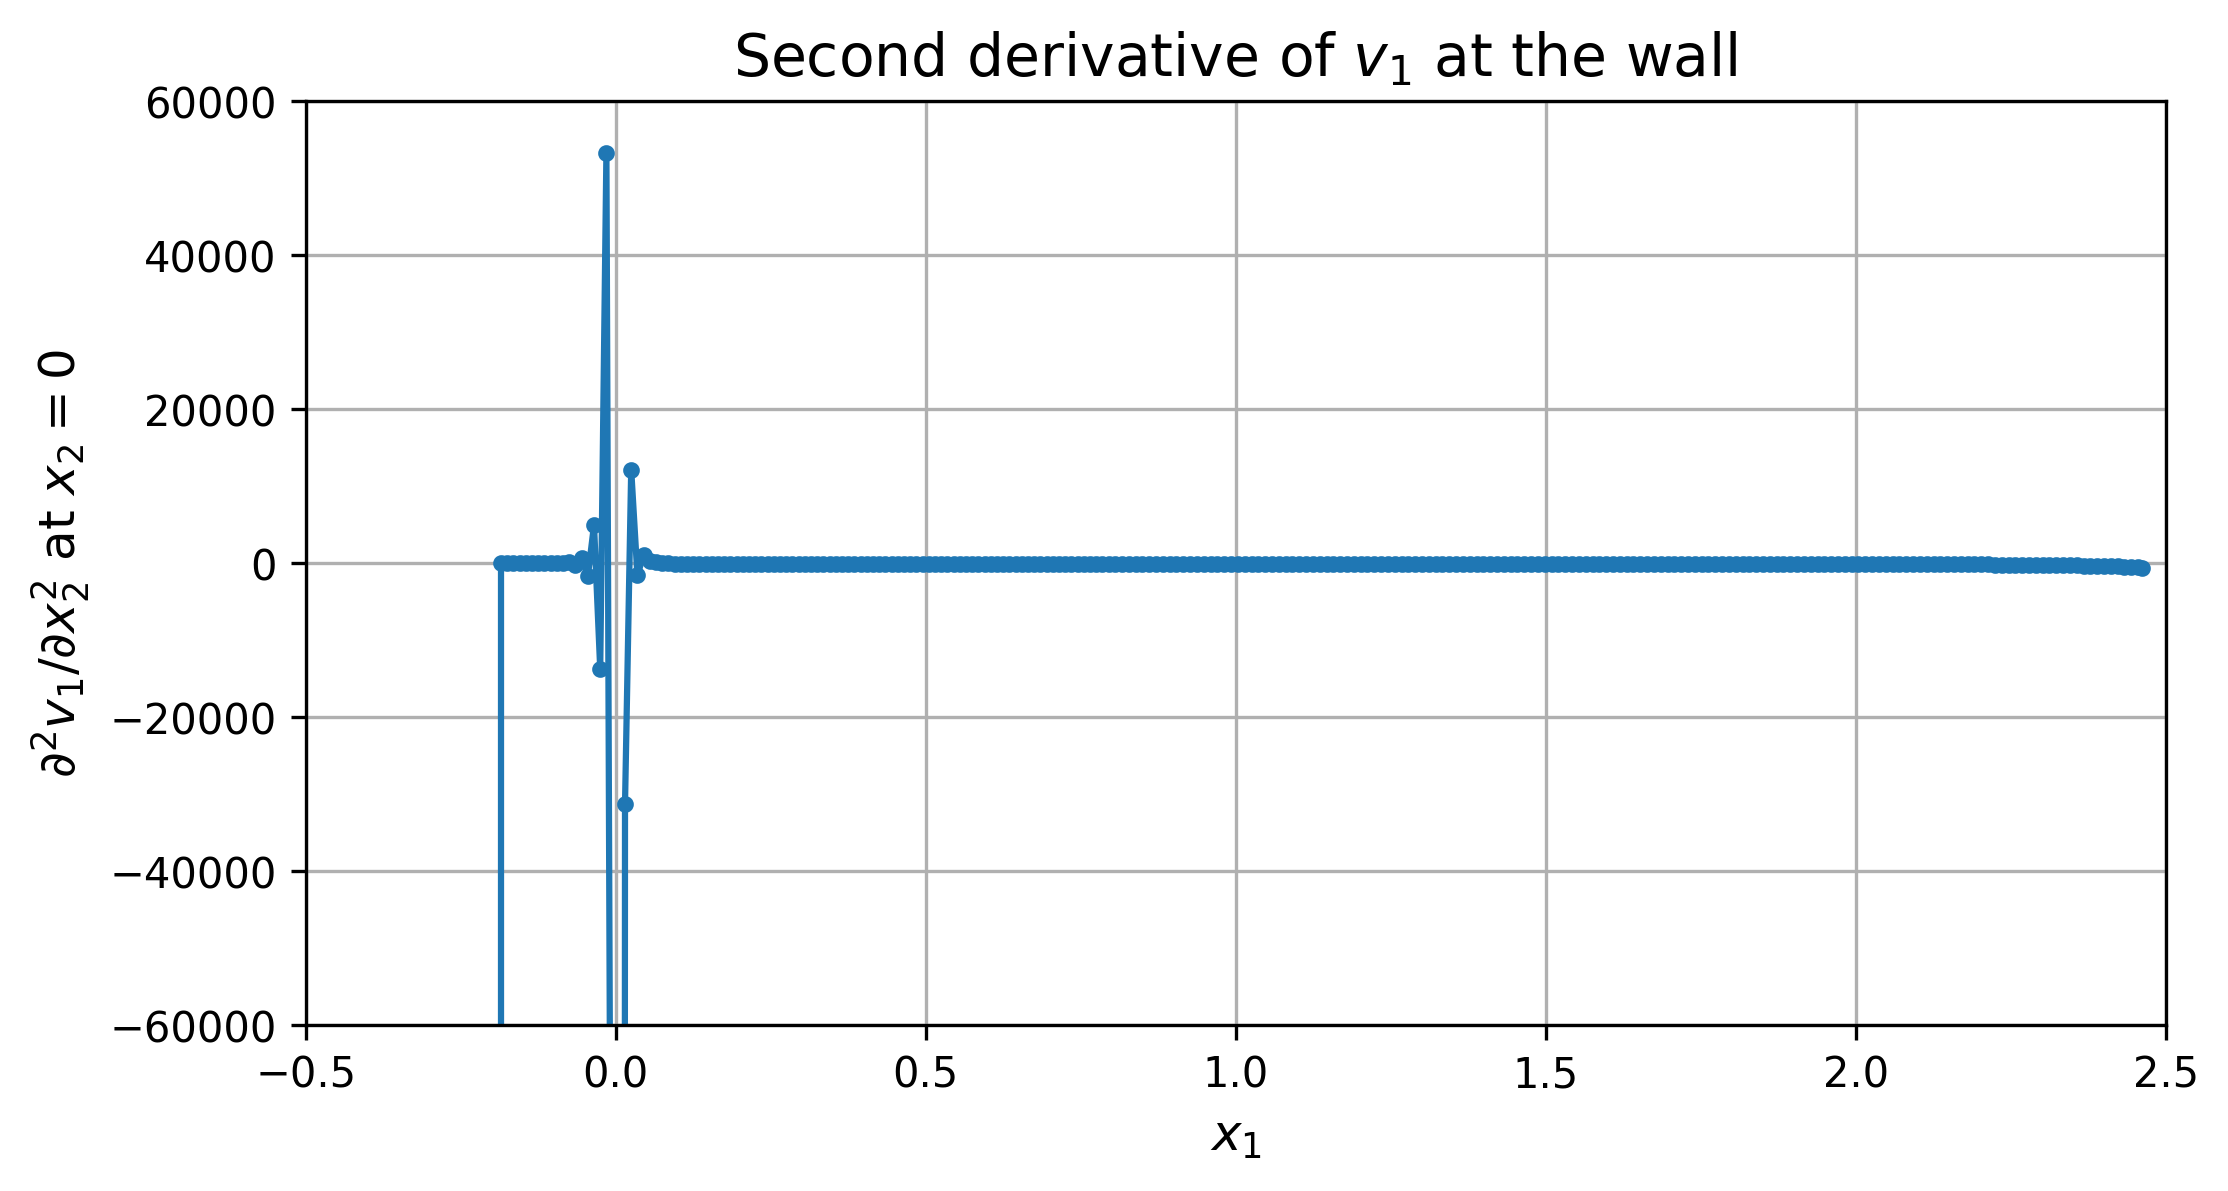 Second derivative of v₁ at the wall
∂²v₁/∂x₂² at x₂ = 0
60000
40000
20000
0
−20000
−40000
−60000
−0.5 0.0 0.5 1.0 1.5 2.0 2.5
x₁